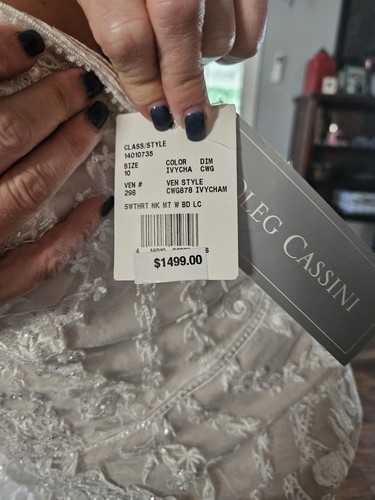 CLASS/STYLE
14010735
SIZE COLOR DIM
10 IVYCHA CWG
VEN # VEN STYLE
298 CWG878 IVYCHAM
SWTHRT NK MT W BD LC
$1499.00
OLEG CASSINI